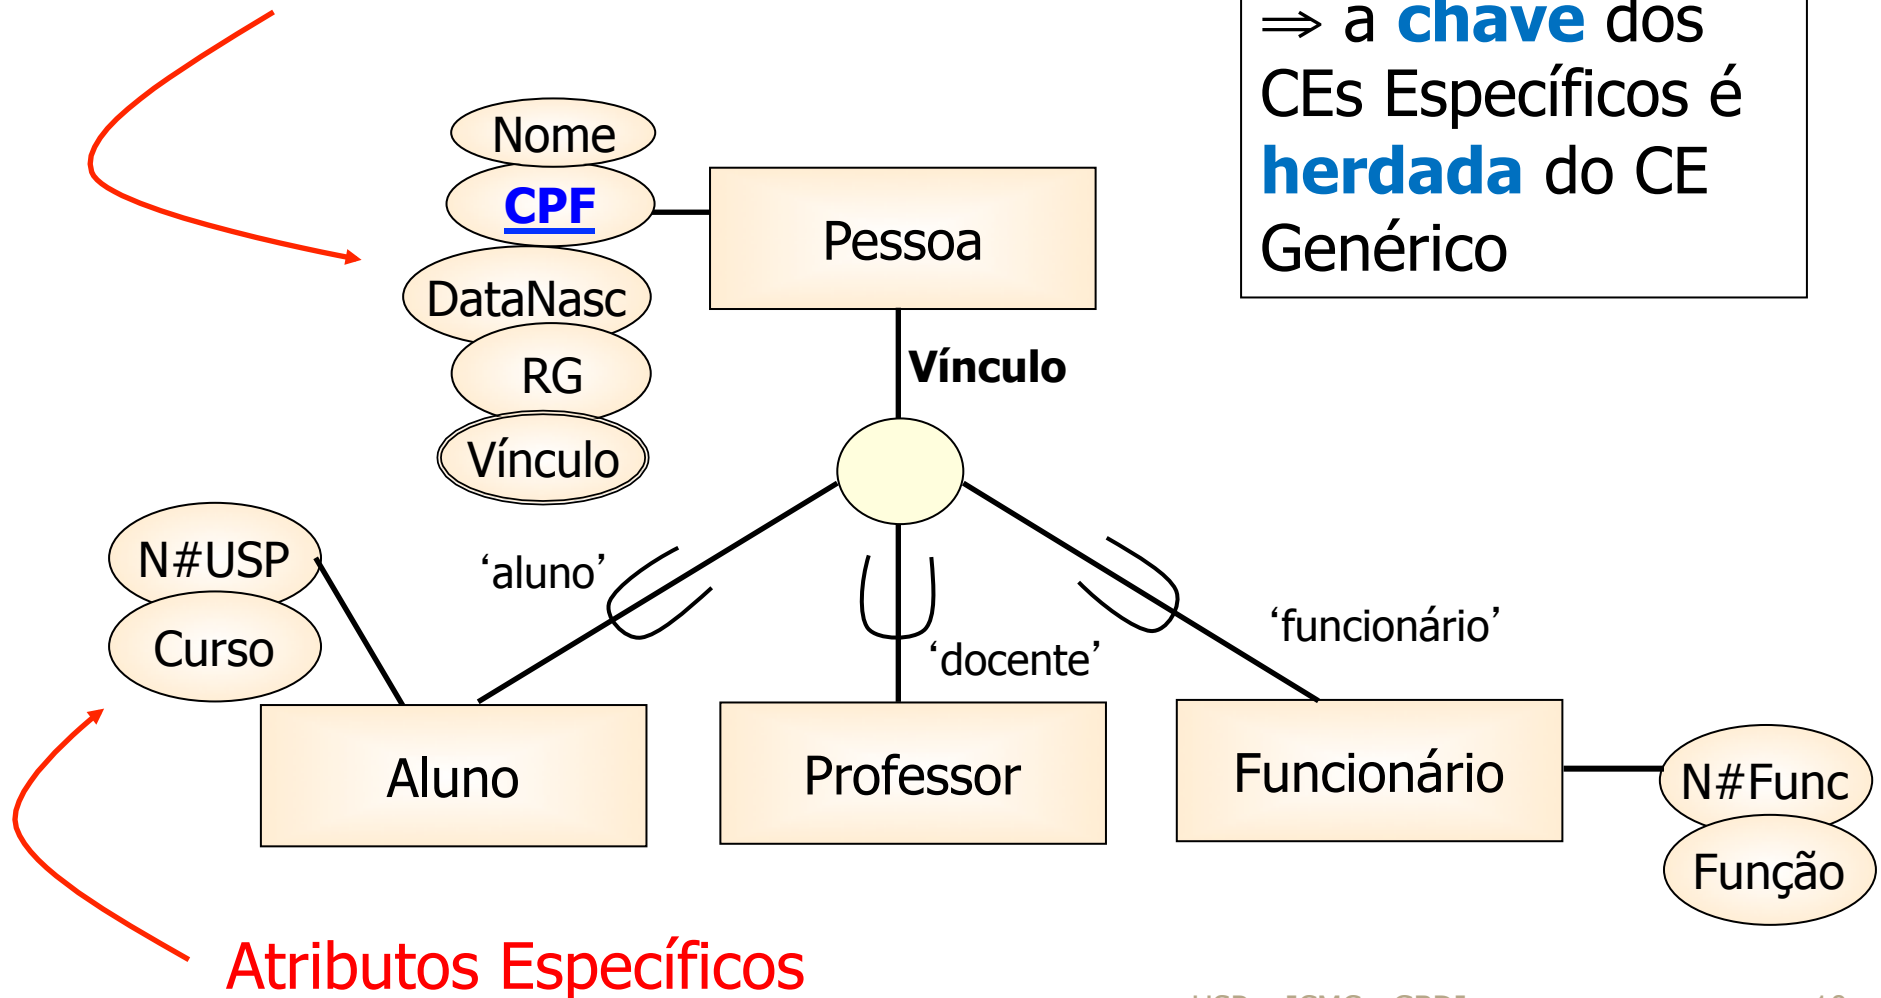 ⇒ a chave dos
CEs Específicos é
herdada do CE
Genérico
Nome
CPF
DataNasc
RG
Vínculo
Pessoa
Vínculo
N#USP
Curso
'aluno'
'docente'
'funcionário'
Aluno
Professor
Funcionário
N#Func
Função
Atributos Específicos